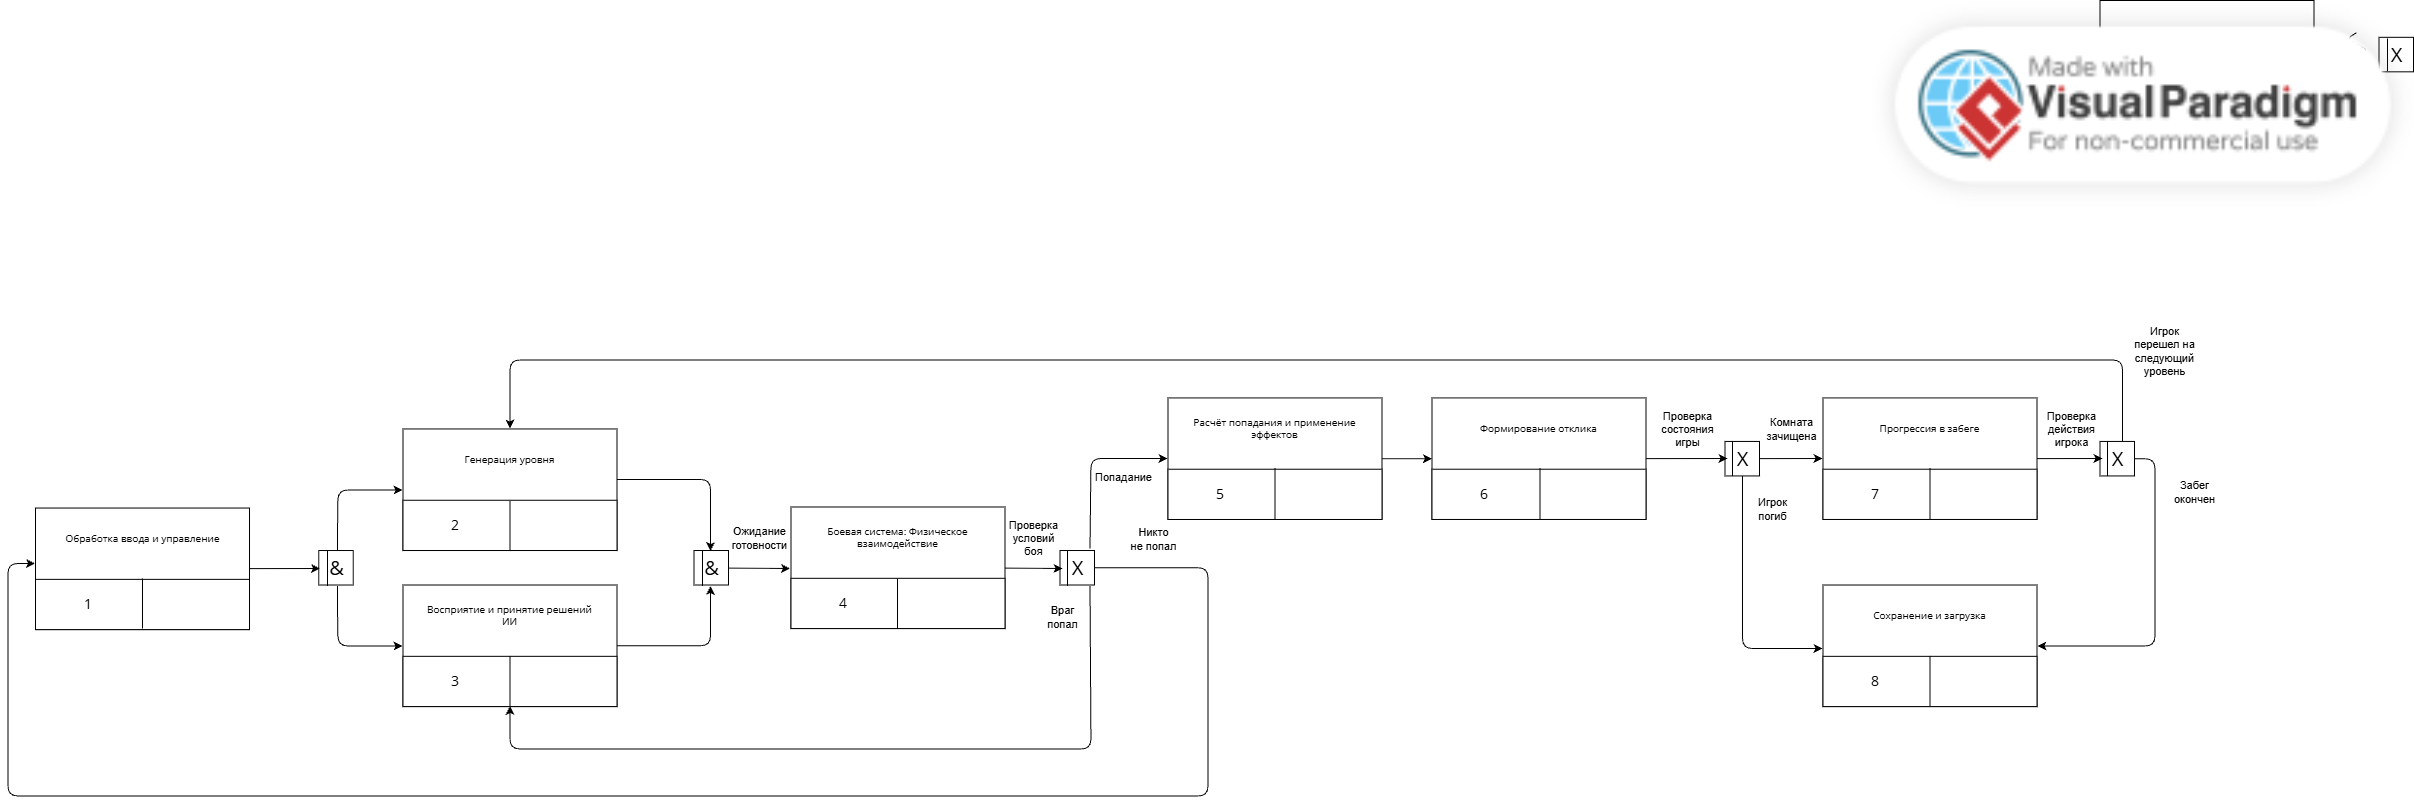 Made with
Visual Paradigm
For non-commercial use
X
Игрок
перешел на
следующий
уровень
Обработка ввода и управление
1
&
Генерация уровня
2
Восприятие и принятие решений
ИИ
3
&
Ожидание
готовности
Боевая система: Физическое
взаимодействие
4
Проверка
условий
боя
X
Попадание
Никто
не попал
Враг
попал
Расчёт попадания и применение
эффектов
5
Формирование отклика
6
Проверка
состояния
игры
X
Комната
зачищена
Игрок
погиб
Прогрессия в забеге
7
Проверка
действия
игрока
X
Забег
окончен
Сохранение и загрузка
8